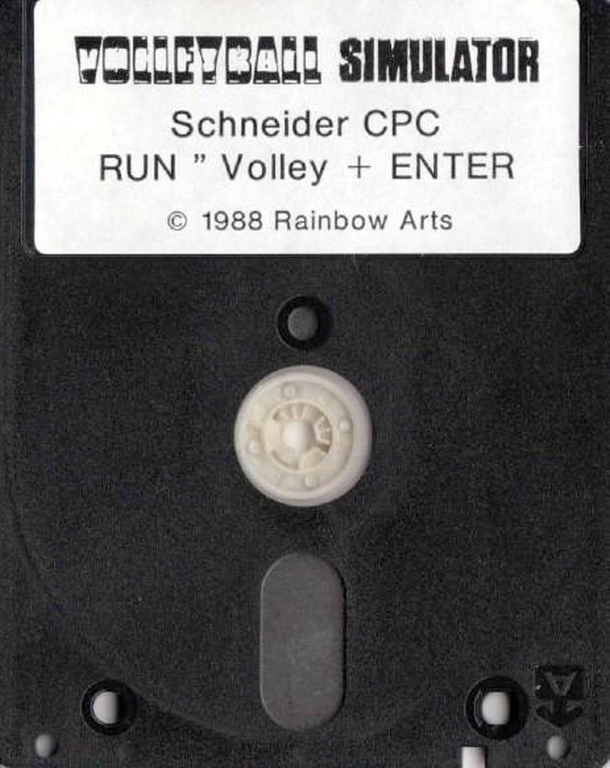 VOLLEYBALL SIMULATOR
Schneider CPC
RUN ” Volley + ENTER
© 1988 Rainbow Arts
A